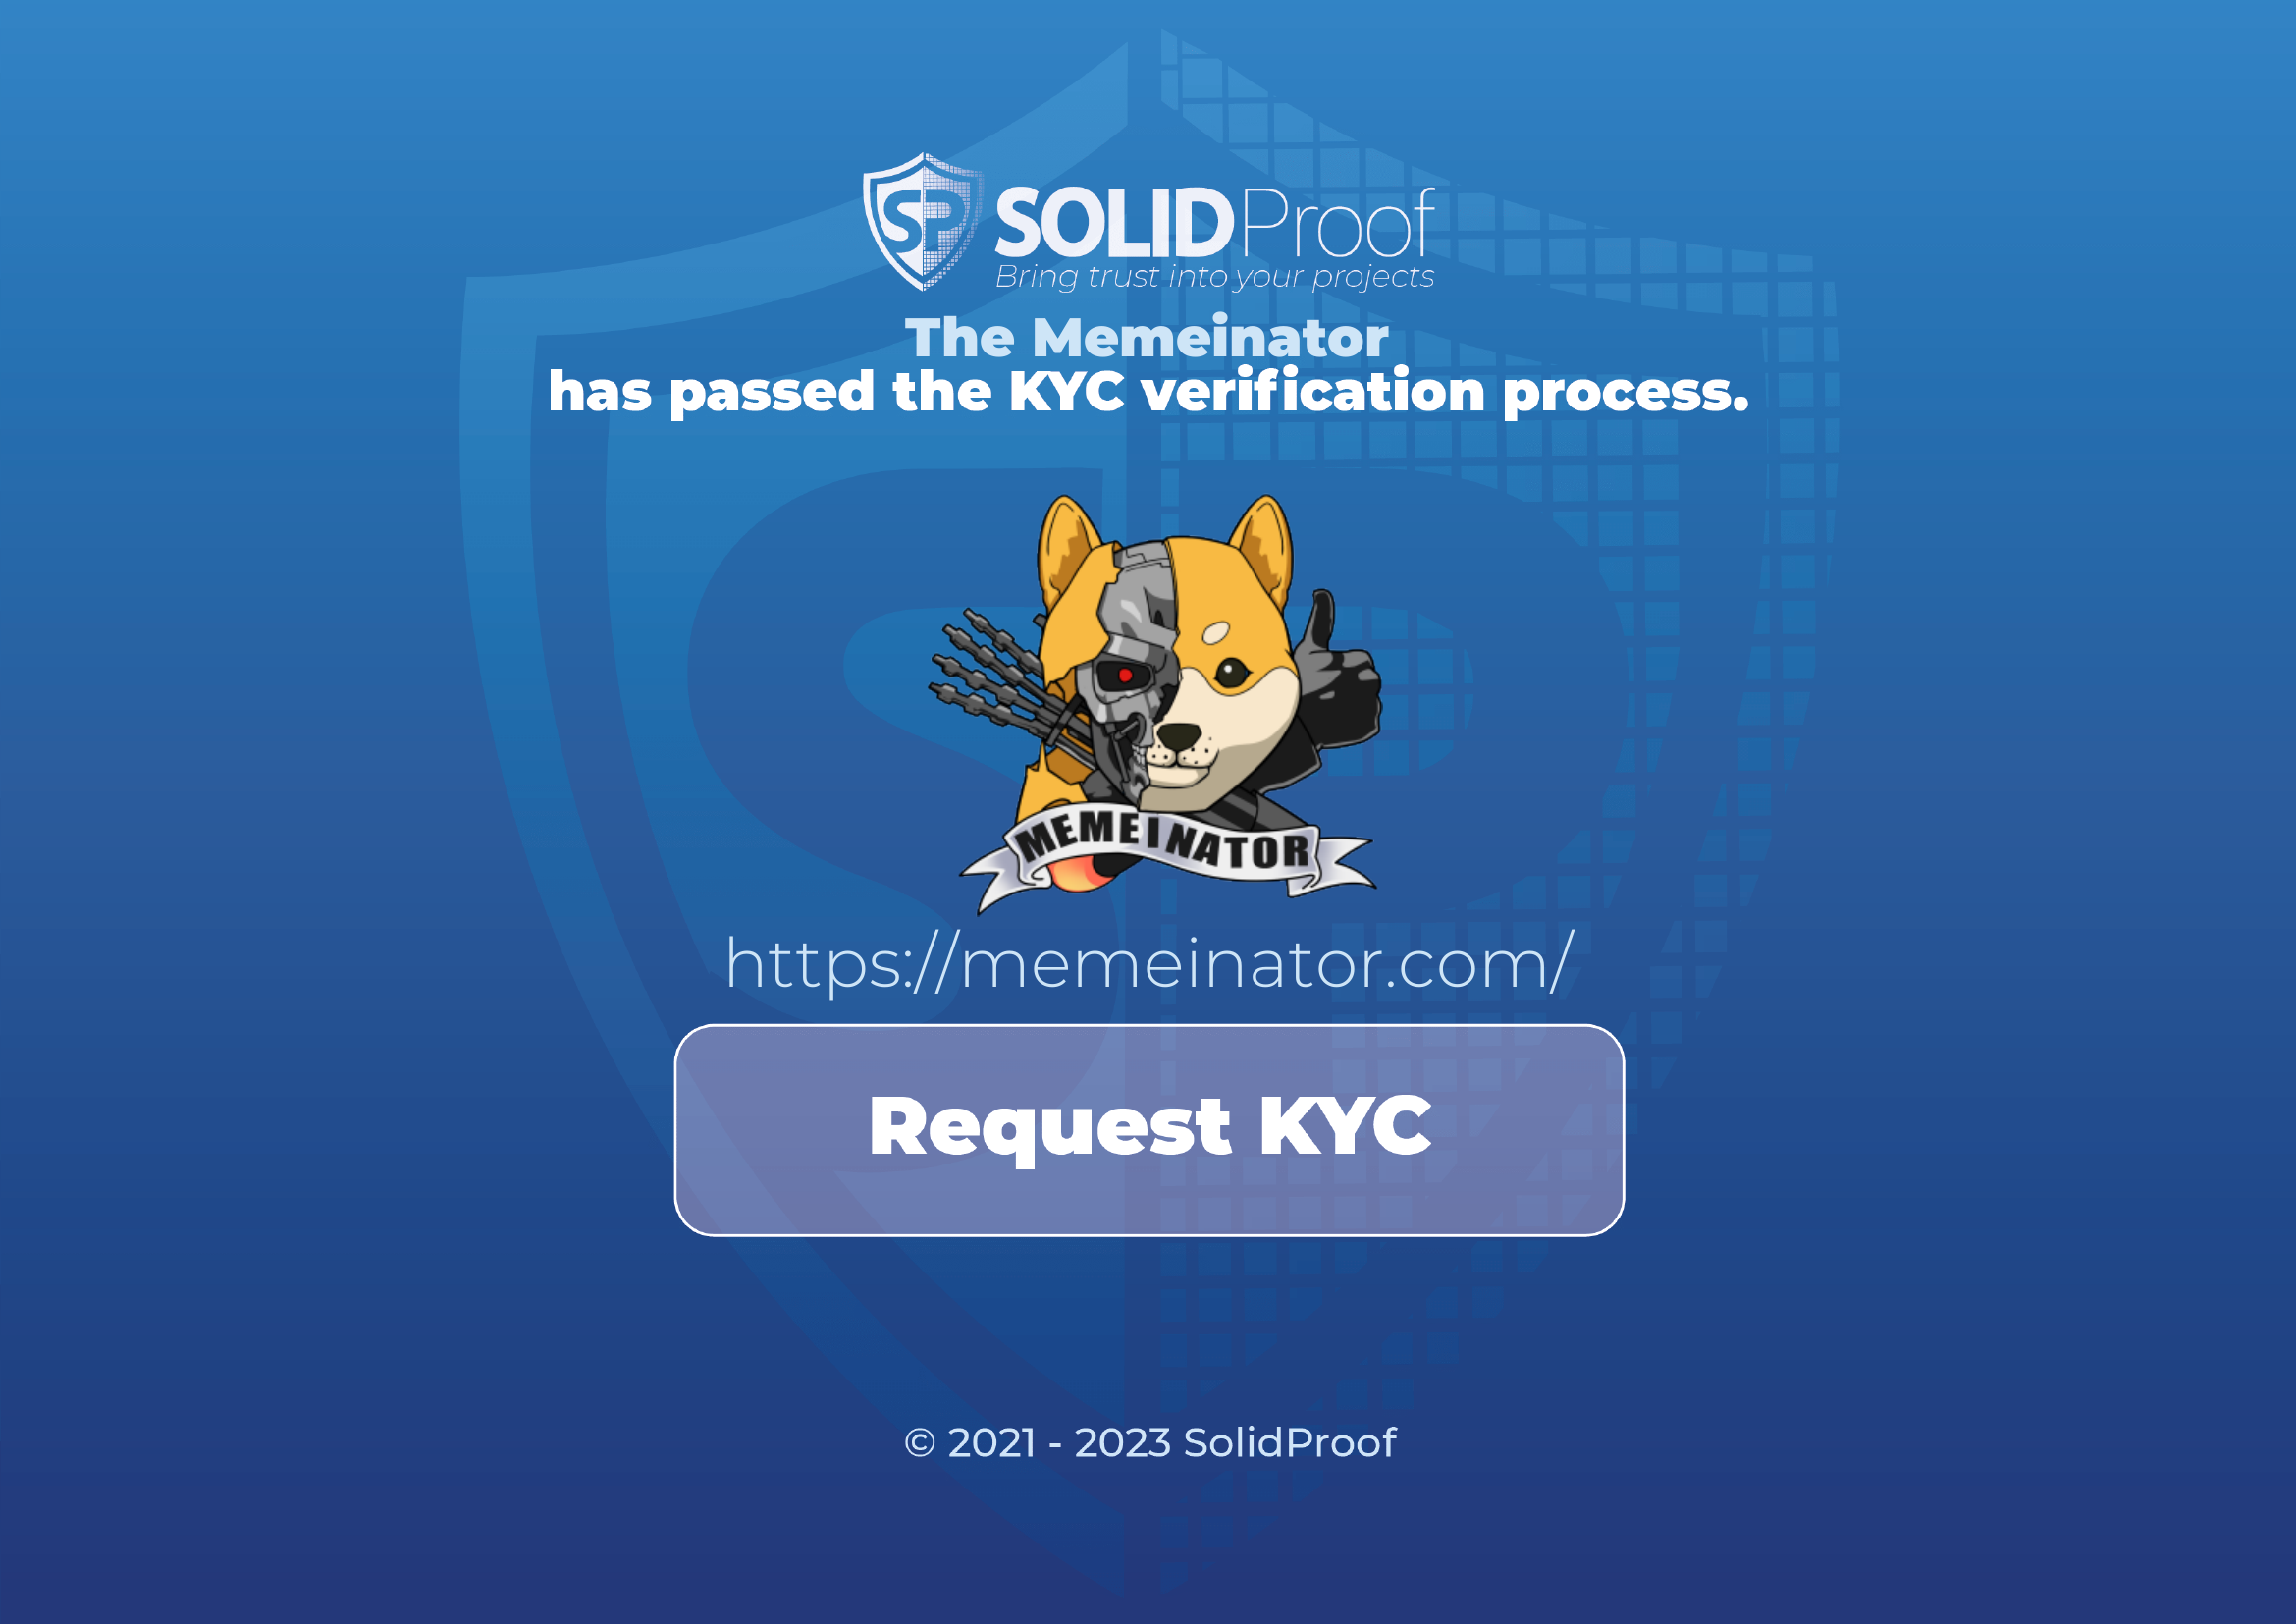 SP
SOLIDProof
Bring trust into your projects
The Memeinator
has passed the KYC verification process.
MEMEINATOR
https://memeinator.com/
Request KYC
© 2021 - 2023 SolidProof